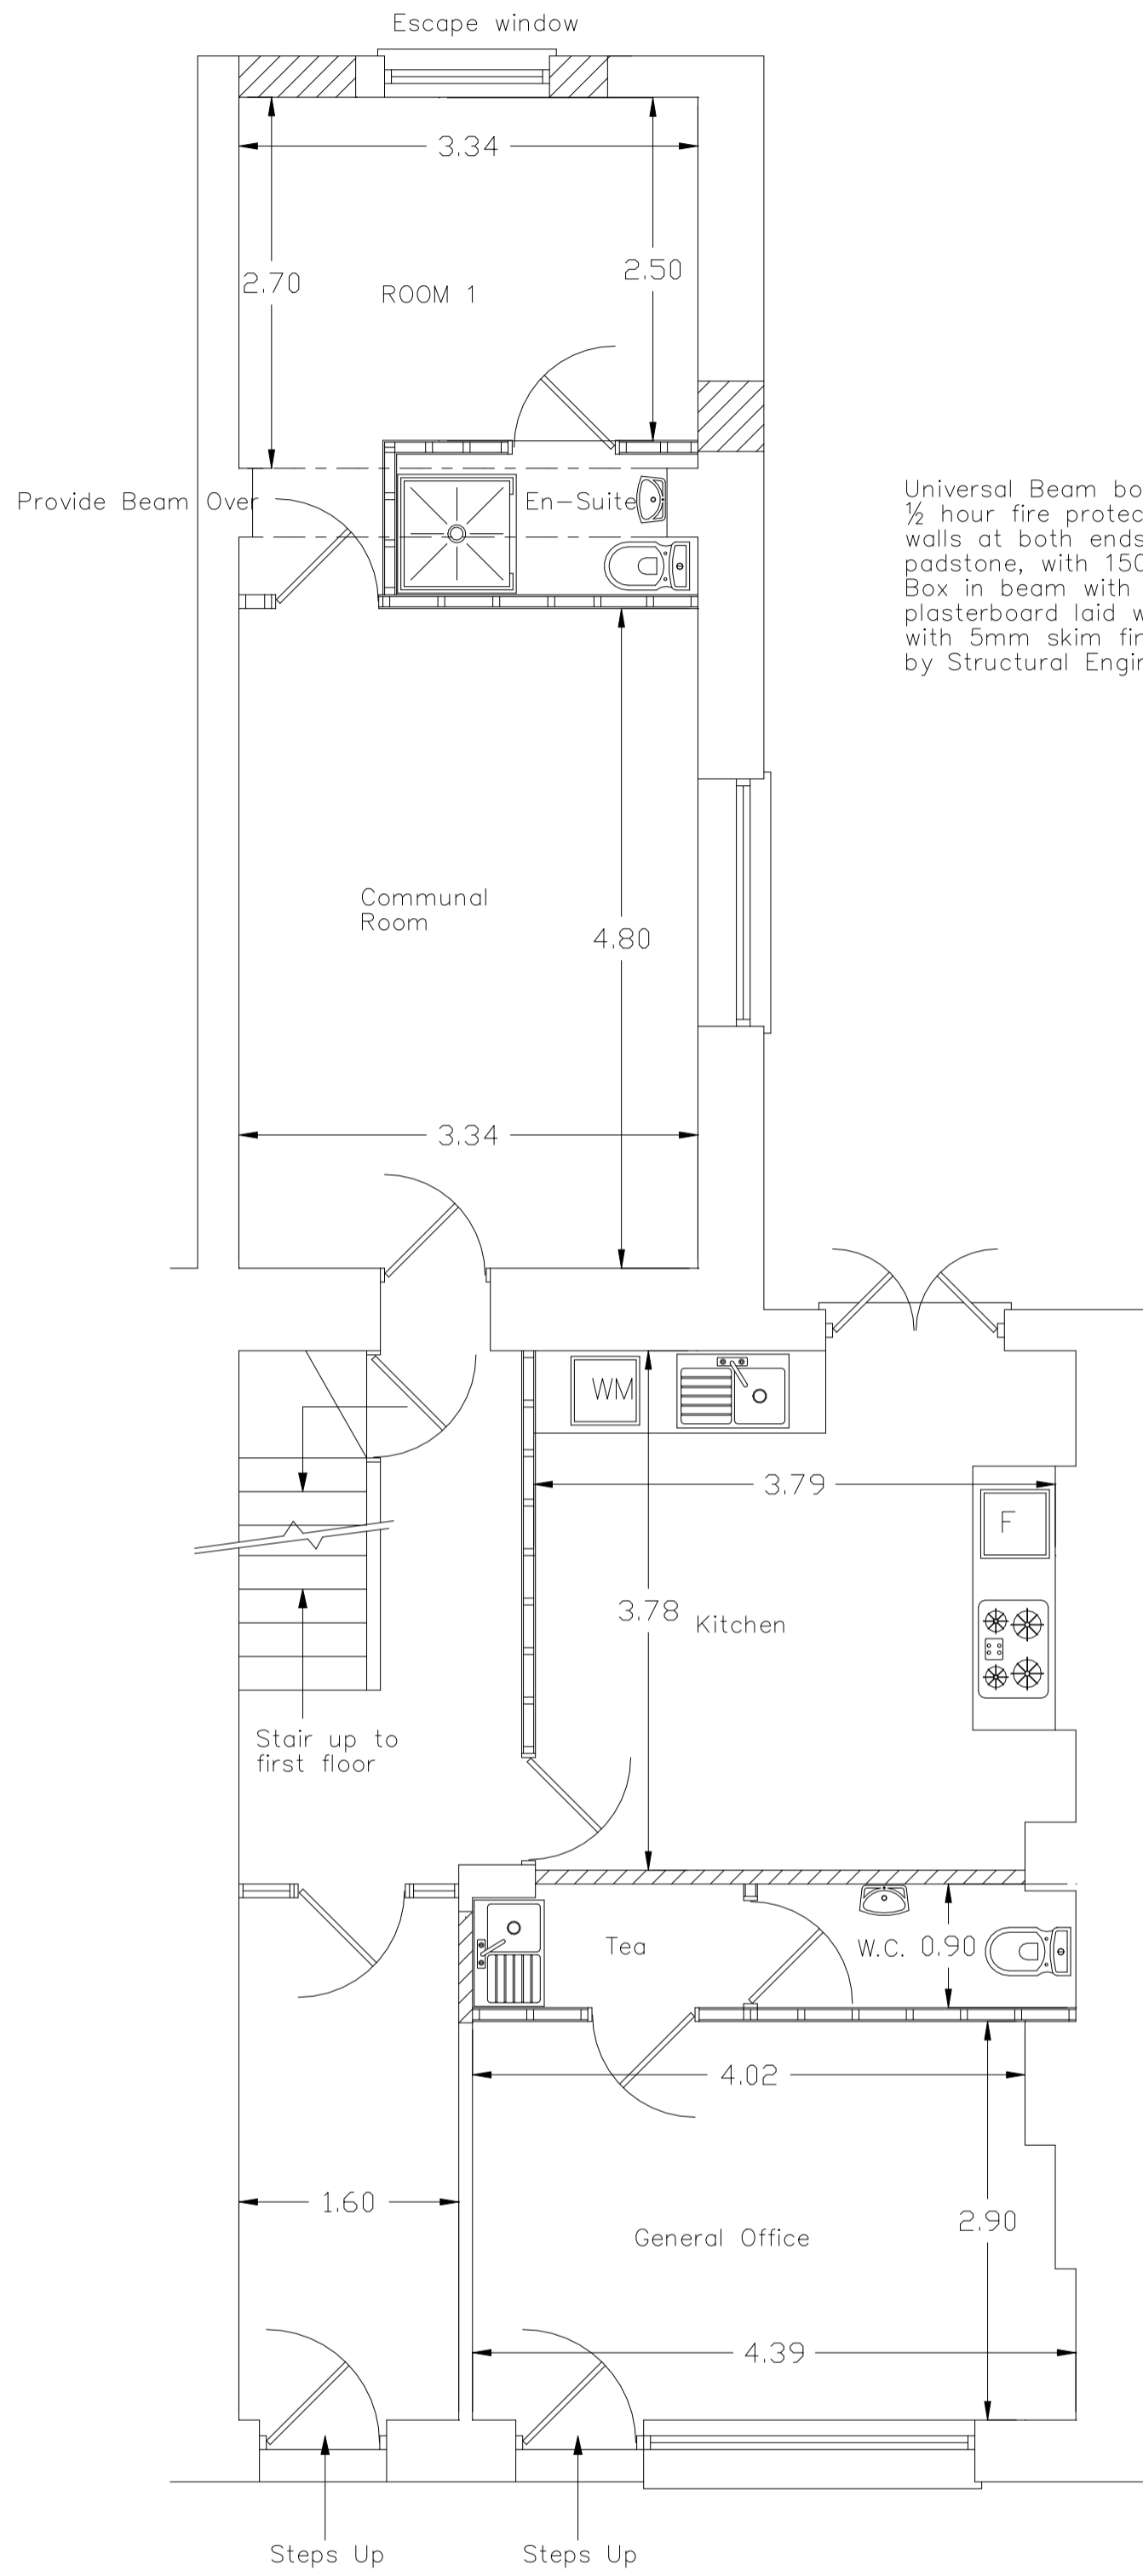 Escape window
3.34
2.70
2.50
ROOM 1
Provide Beam Over
En-Suite
Universal Beam bo
½ hour fire protec
walls at both ends
padstone, with 150
Box in beam with
plasterboard laid w
with 5mm skim fin
by Structural Engin
Communal
Room
4.80
3.34
WM
3.79
F
3.78
Kitchen
Stair up to
first floor
Tea
W.C.
0.90
4.02
1.60
2.90
General Office
4.39
Steps Up
Steps Up